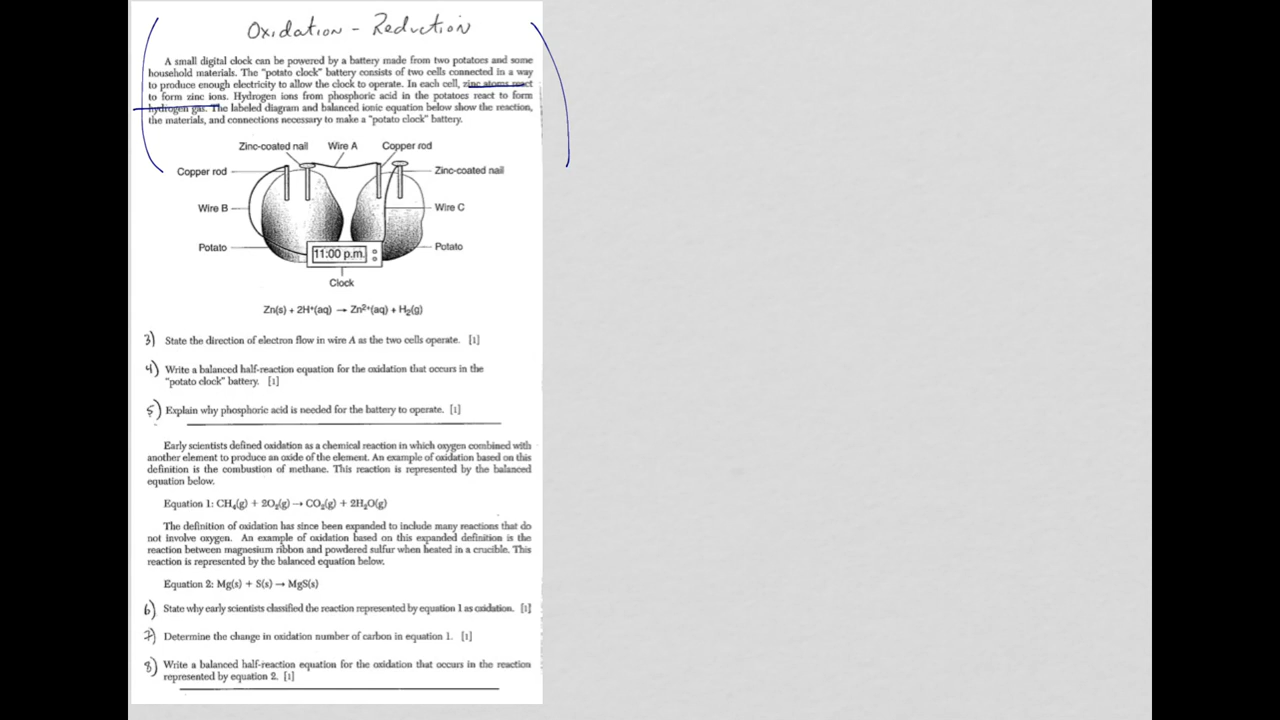 Oxidation - Reduction
A small digital clock can be powered by a battery made from two potatoes and some
household materials. The "potato clock" battery consists of two cells connected in a way
to produce enough electricity to allow the clock to operate. In each cell, zinc atoms react
to form zinc ions. Hydrogen ions from phosphoric acid in the potatoes react to form
hydrogen gas. The labeled diagram and balanced ionic equation below show the reaction,
the materials, and connections necessary to make a "potato clock" battery.
Zinc-coated nail Wire A Copper rod
Copper rod Zinc-coated nail
Wire B Wire C
Potato Potato
11:00 p.m.
Clock
Zn(s) + 2H⁺(aq) → Zn²⁺(aq) + H₂(g)
3) State the direction of electron flow in wire A as the two cells operate. [1]
4) Write a balanced half-reaction equation for the oxidation that occurs in the
"potato clock" battery. [1]
5) Explain why phosphoric acid is needed for the battery to operate. [1]
Early scientists defined oxidation as a chemical reaction in which oxygen combined with
another element to produce an oxide of the element. An example of oxidation based on this
definition is the combustion of methane. This reaction is represented by the balanced
equation below.
Equation 1: CH₄(g) + 2O₂(g) → CO₂(g) + 2H₂O(g)
The definition of oxidation has since been expanded to include many reactions that do
not involve oxygen. An example of oxidation based on this expanded definition is the
reaction between magnesium ribbon and powdered sulfur when heated in a crucible. This
reaction is represented by the balanced equation below.
Equation 2: Mg(s) + S(s) → MgS(s)
6) State why early scientists classified the reaction represented by equation 1 as oxidation. [1]
7) Determine the change in oxidation number of carbon in equation 1. [1]
8) Write a balanced half-reaction equation for the oxidation that occurs in the reaction
represented by equation 2. [1]